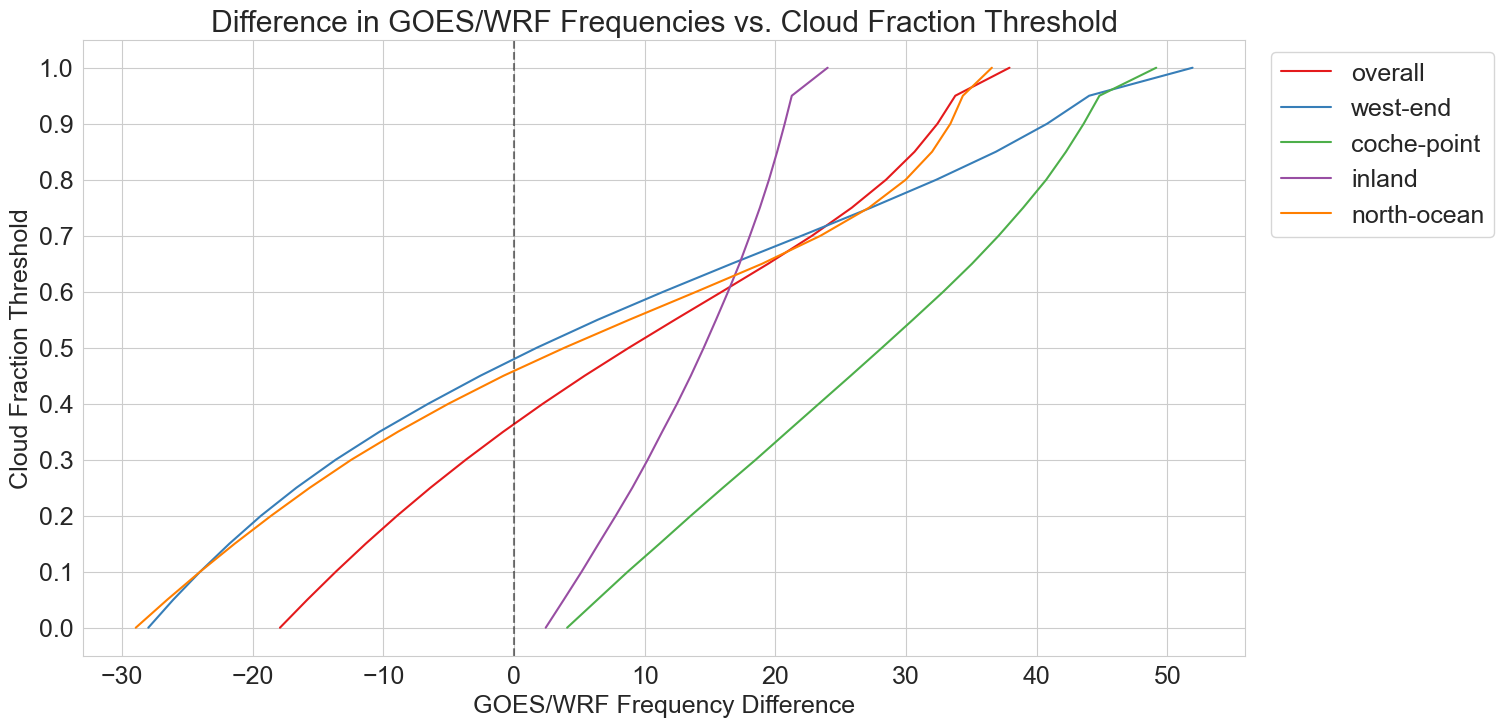 Difference in GOES/WRF Frequencies vs. Cloud Fraction Threshold
Cloud Fraction Threshold
1.0
0.9
0.8
0.7
0.6
0.5
0.4
0.3
0.2
0.1
0.0
−30 −20 −10 0 10 20 30 40 50
GOES/WRF Frequency Difference
overall
west-end
coche-point
inland
north-ocean